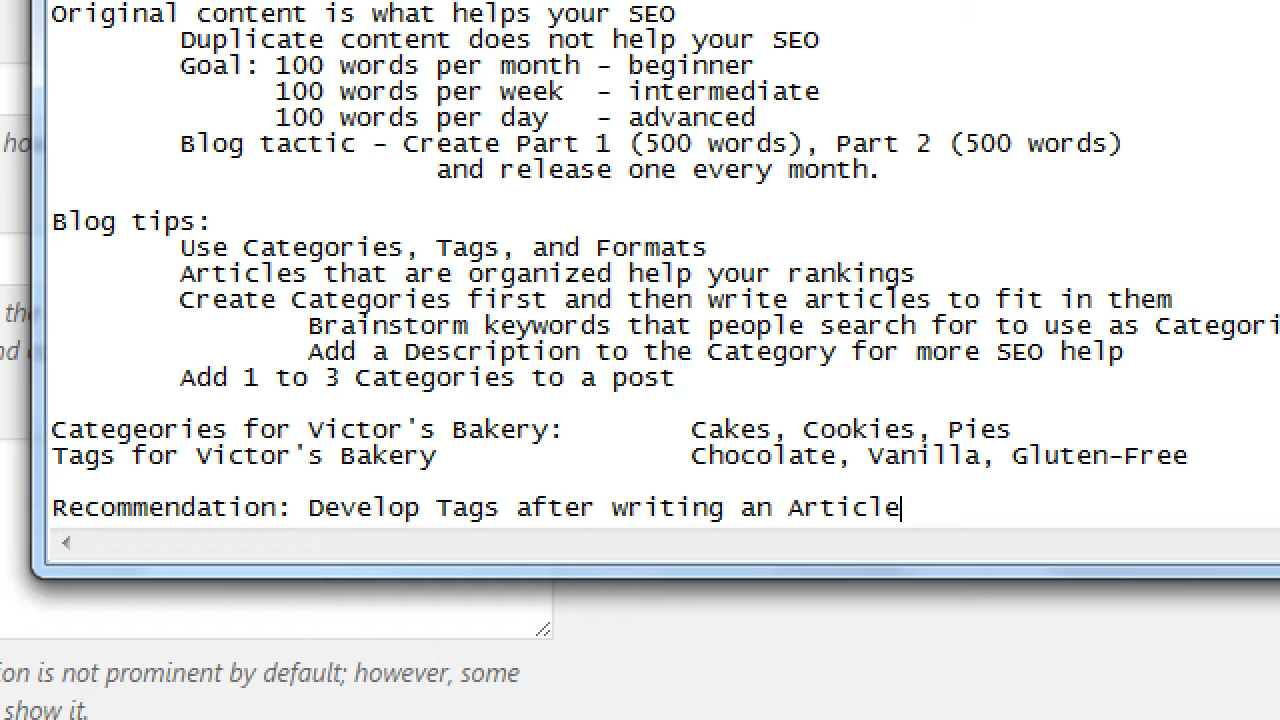 Original content is what helps your SEO
Duplicate content does not help your SEO
Goal: 100 words per month - beginner
100 words per week - intermediate
100 words per day - advanced
Blog tactic - Create Part 1 (500 words), Part 2 (500 words)
and release one every month.
Blog tips:
Use Categories, Tags, and Formats
Articles that are organized help your rankings
Create Categories first and then write articles to fit in them
Brainstorm keywords that people search for to use as Categori
Add a Description to the Category for more SEO help
Add 1 to 3 Categories to a post
Categeories for Victor's Bakery: Cakes, Cookies, Pies
Tags for Victor's Bakery Chocolate, Vanilla, Gluten-Free
Recommendation: Develop Tags after writing an Article
ion is not prominent by default; however, some
show it.